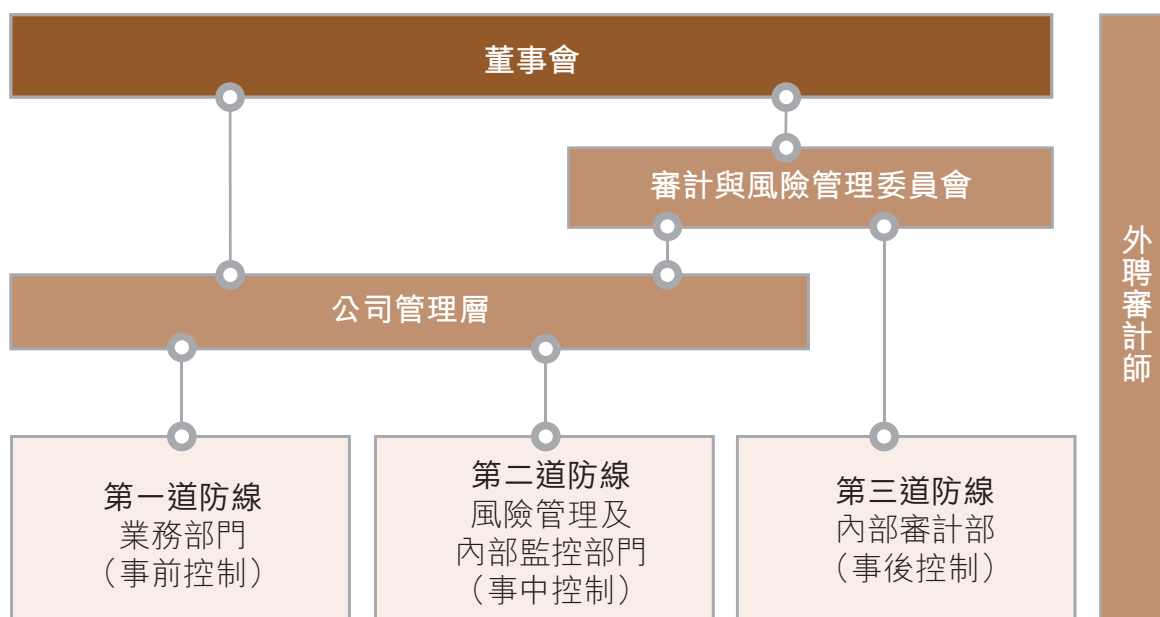 董事會
審計與風險管理委員會
公司管理層
第一道防線
業務部門
（事前控制）
第二道防線
風險管理及
內部監控部門
（事中控制）
第三道防線
內部審計部
（事後控制）
外聘審計師